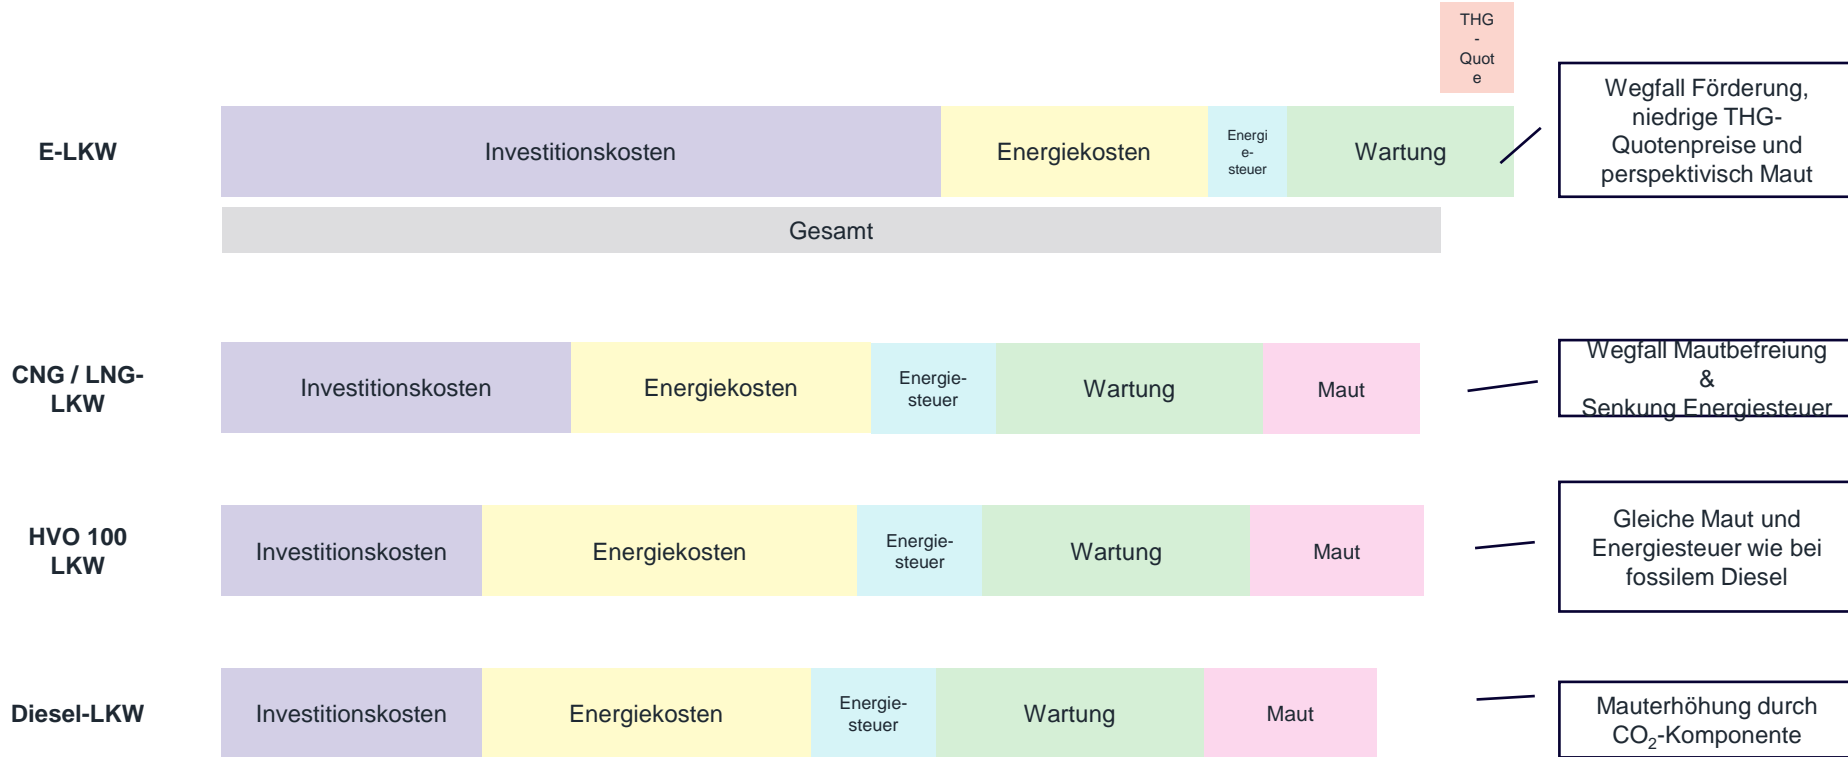 THG
-
Quot
e
E-LKW
Investitionskosten
Energiekosten
Energi
e-
steuer
Wartung
Wegfall Förderung,
niedrige THG-
Quotenpreise und
perspektivisch Maut
Gesamt
CNG / LNG-
LKW
Investitionskosten
Energiekosten
Energie-
steuer
Wartung
Maut
Wegfall Mautbefreiung
&
Senkung Energiesteuer
HVO 100
LKW
Investitionskosten
Energiekosten
Energie-
steuer
Wartung
Maut
Gleiche Maut und
Energiesteuer wie bei
fossilem Diesel
Diesel-LKW
Investitionskosten
Energiekosten
Energie-
steuer
Wartung
Maut
Mauterhöhung durch
CO₂-Komponente